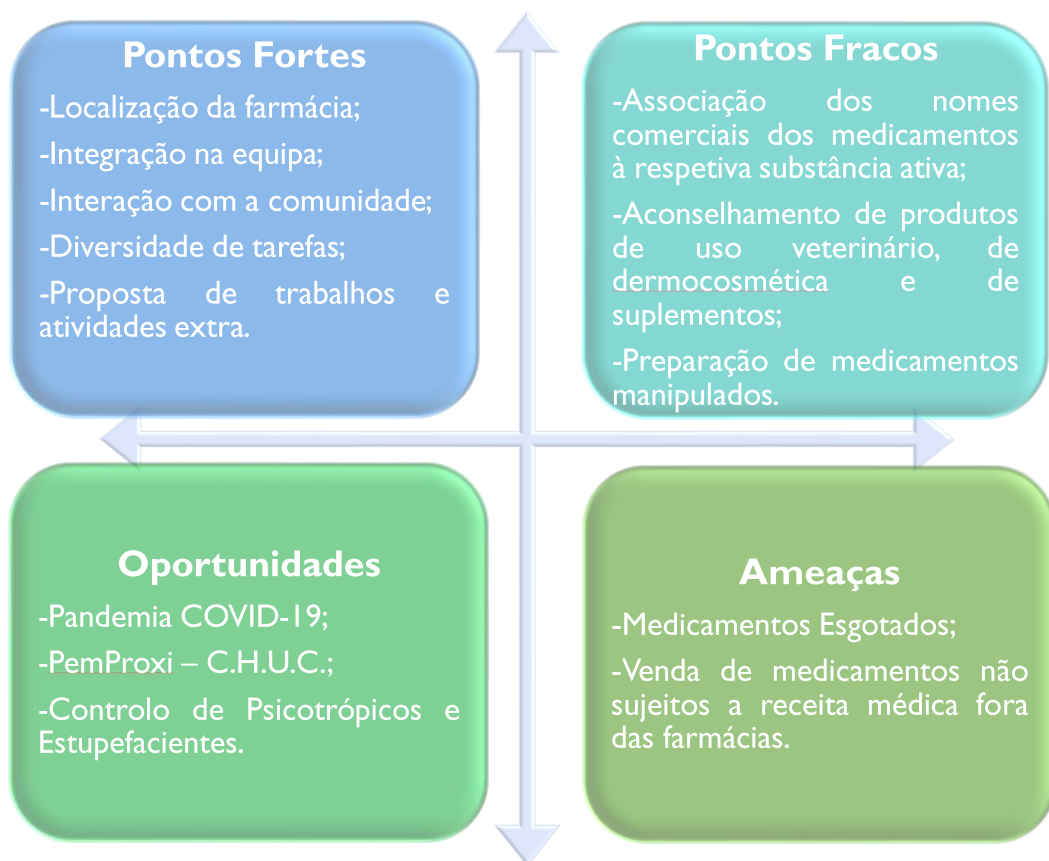 Pontos Fortes
-Localização da farmácia;
-Integração na equipa;
-Interação com a comunidade;
-Diversidade de tarefas;
-Proposta de trabalhos e
atividades extra.
Pontos Fracos
-Associação dos nomes
comerciais dos medicamentos
à respetiva substância ativa;
-Aconselhamento de produtos
de uso veterinário, de
dermocosmética e de
suplementos;
-Preparação de medicamentos
manipulados.
Oportunidades
-Pandemia COVID-19;
-PemProxi – C.H.U.C.;
-Controlo de Psicotrópicos e
Estupefacientes.
Ameaças
-Medicamentos Esgotados;
-Venda de medicamentos não
sujeitos a receita médica fora
das farmácias.